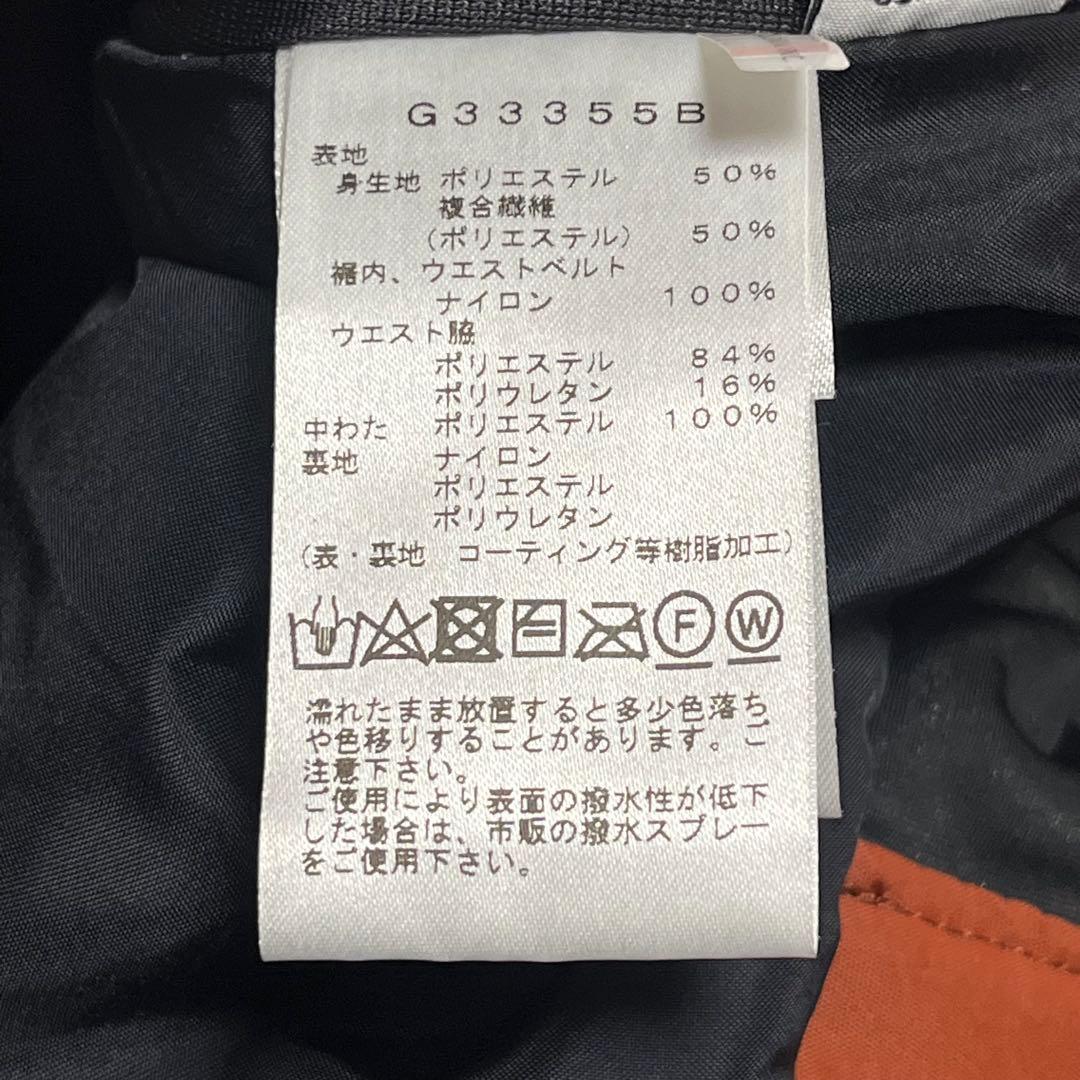 G33355B
表地
身生地 ポリエステル 50%
複合繊維
(ポリエステル) 50%
裾内、ウエストベルト
ナイロン 100%
ウエスト脇
ポリエステル 84%
ポリウレタン 16%
中わた ポリエステル 100%
裏地 ナイロン
ポリエステル
ポリウレタン
(表・裏地 コーティング等樹脂加工)
F W
濡れたまま放置すると多少色落ち
や色移りすることがあります。ご
注意下さい。
ご使用により表面の撥水性が低下
した場合は、市販の撥水スプレー
をご使用下さい。